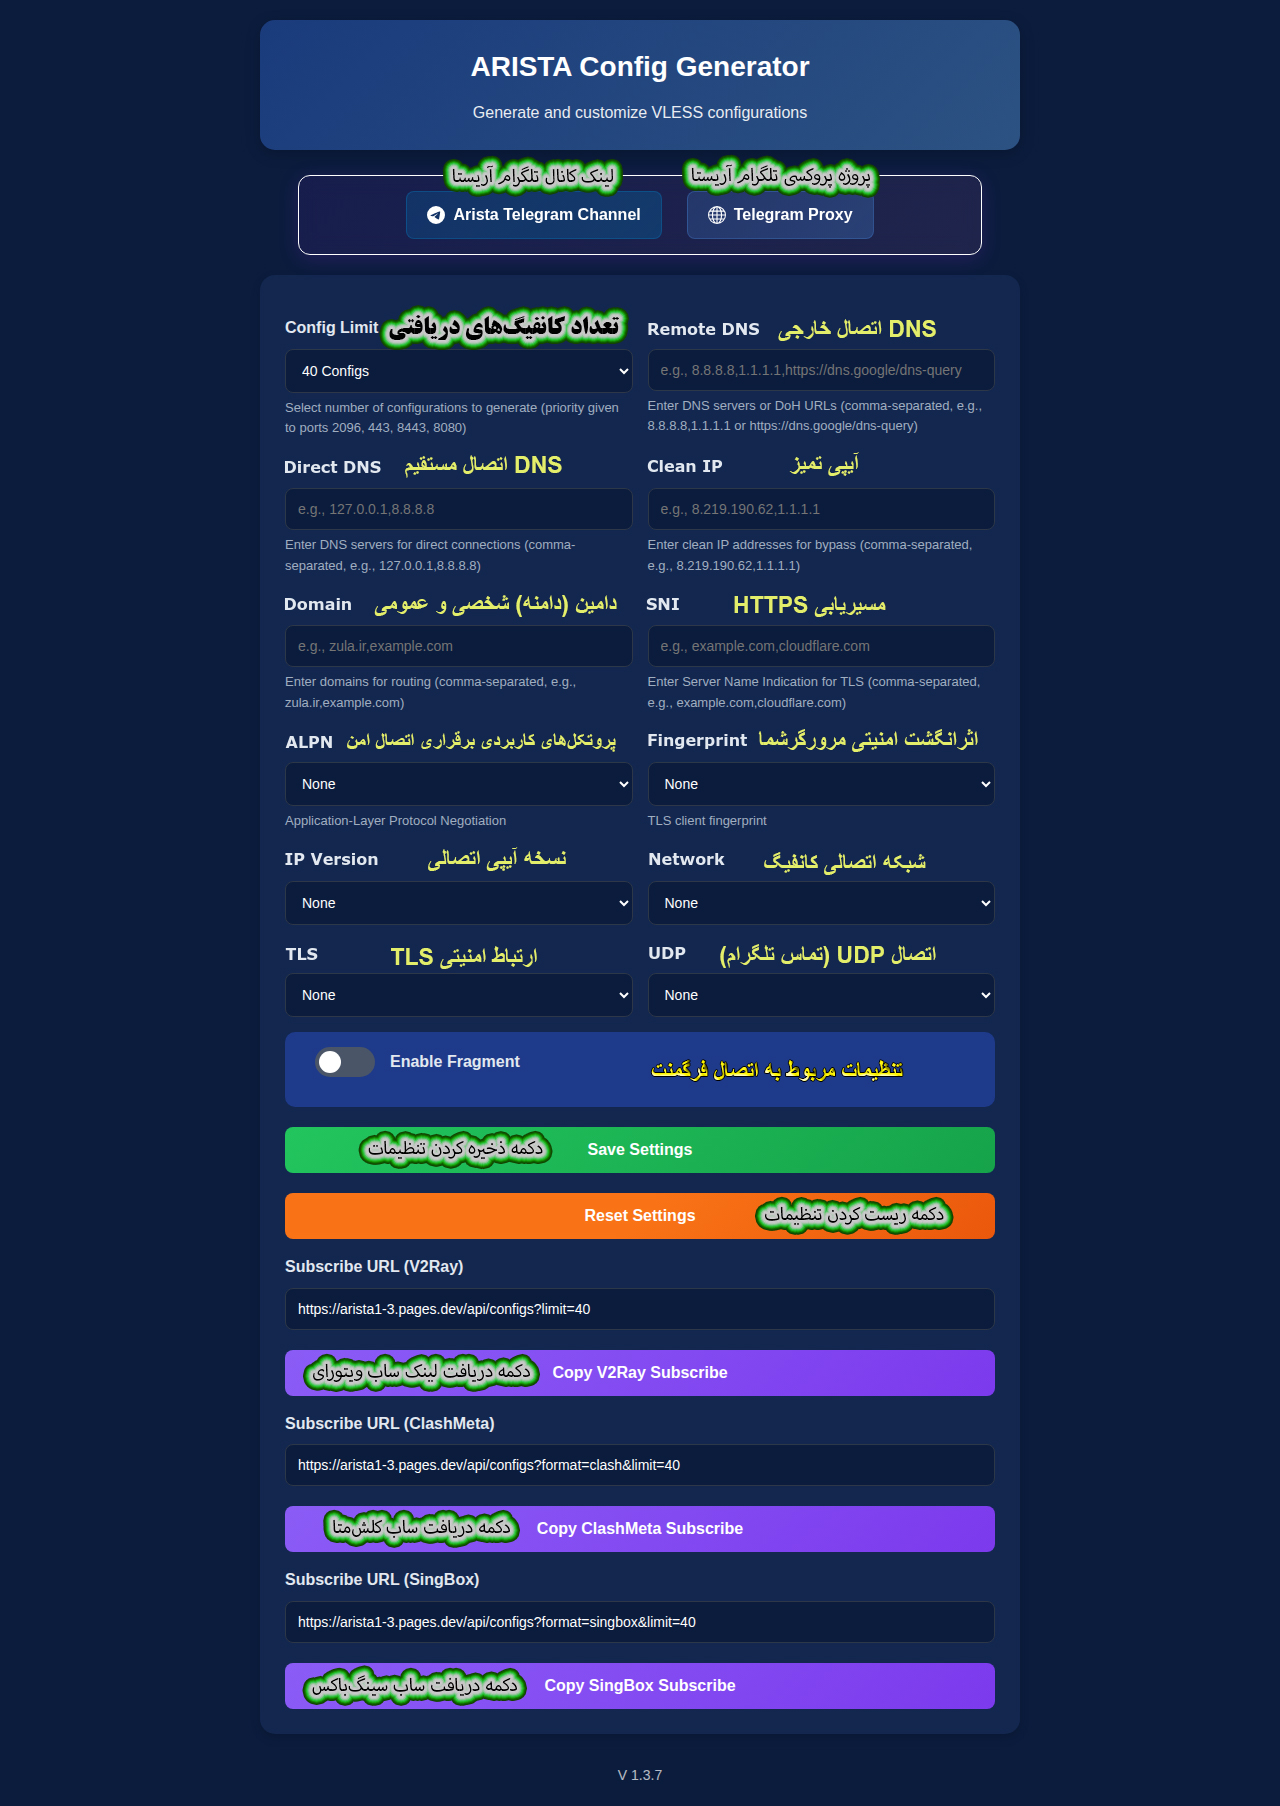 ARISTA Config Generator
Generate and customize VLESS configurations
لینک کانال تلگرام آریستا
پروژه پروکسی تلگرام آریستا
Arista Telegram Channel
Telegram Proxy
Config Limit تعداد کانفیگ‌های دریافتی
40 Configs
Select number of configurations to generate (priority given
to ports 2096, 443, 8443, 8080)
Remote DNS DNS اتصال خارجی
e.g., 8.8.8.8,1.1.1.1,https://dns.google/dns-query
Enter DNS servers or DoH URLs (comma-separated, e.g.,
8.8.8.8,1.1.1.1 or https://dns.google/dns-query)
Direct DNS DNS اتصال مستقیم
e.g., 127.0.0.1,8.8.8.8
Enter DNS servers for direct connections (comma-
separated, e.g., 127.0.0.1,8.8.8.8)
Clean IP آیپی تمیز
e.g., 8.219.190.62,1.1.1.1
Enter clean IP addresses for bypass (comma-separated,
e.g., 8.219.190.62,1.1.1.1)
Domain دامین (دامنه) شخصی و عمومی
e.g., zula.ir,example.com
Enter domains for routing (comma-separated, e.g.,
zula.ir,example.com)
SNI مسیریابی HTTPS
e.g., example.com,cloudflare.com
Enter Server Name Indication for TLS (comma-separated,
e.g., example.com,cloudflare.com)
ALPN پروتکل‌های کاربردی برقراری اتصال امن
None
Application-Layer Protocol Negotiation
Fingerprint اثرانگشت امنیتی مرورگرشما
None
TLS client fingerprint
IP Version نسخه آیپی اتصالی
None
Network شبکه اتصالی کانفیگ
None
TLS ارتباط امنیتی TLS
None
UDP اتصال UDP (تماس تلگرام)
None
Enable Fragment تنظیمات مربوط به اتصال فرگمنت
دکمه ذخیره کردن تنظیمات Save Settings
Reset Settings دکمه ریست کردن تنظیمات
Subscribe URL (V2Ray)
https://arista1-3.pages.dev/api/configs?limit=40
دکمه دریافت لینک ساب ویتورای Copy V2Ray Subscribe
Subscribe URL (ClashMeta)
https://arista1-3.pages.dev/api/configs?format=clash&limit=40
دکمه دریافت ساب کلش‌متا Copy ClashMeta Subscribe
Subscribe URL (SingBox)
https://arista1-3.pages.dev/api/configs?format=singbox&limit=40
دکمه دریافت ساب سینگ‌باکس Copy SingBox Subscribe
V 1.3.7